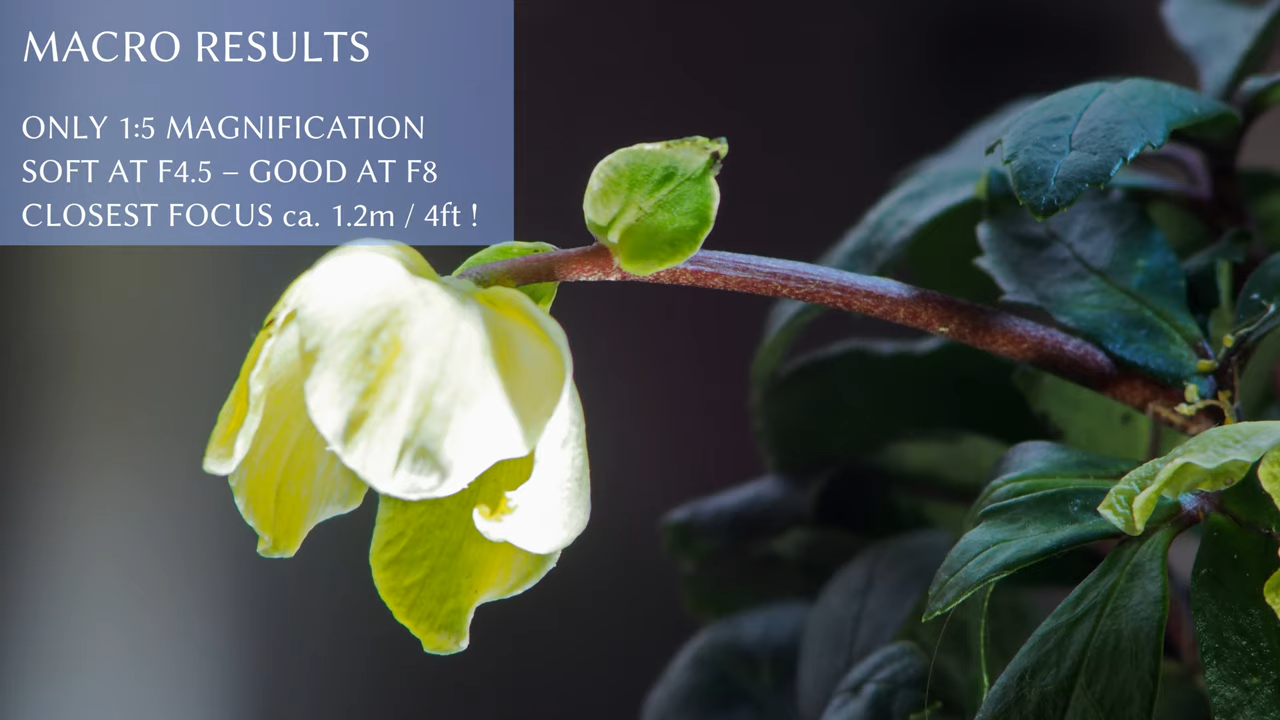 MACRO RESULTS
ONLY 1:5 MAGNIFICATION
SOFT AT F4.5 – GOOD AT F8
CLOSEST FOCUS ca. 1.2m / 4ft !